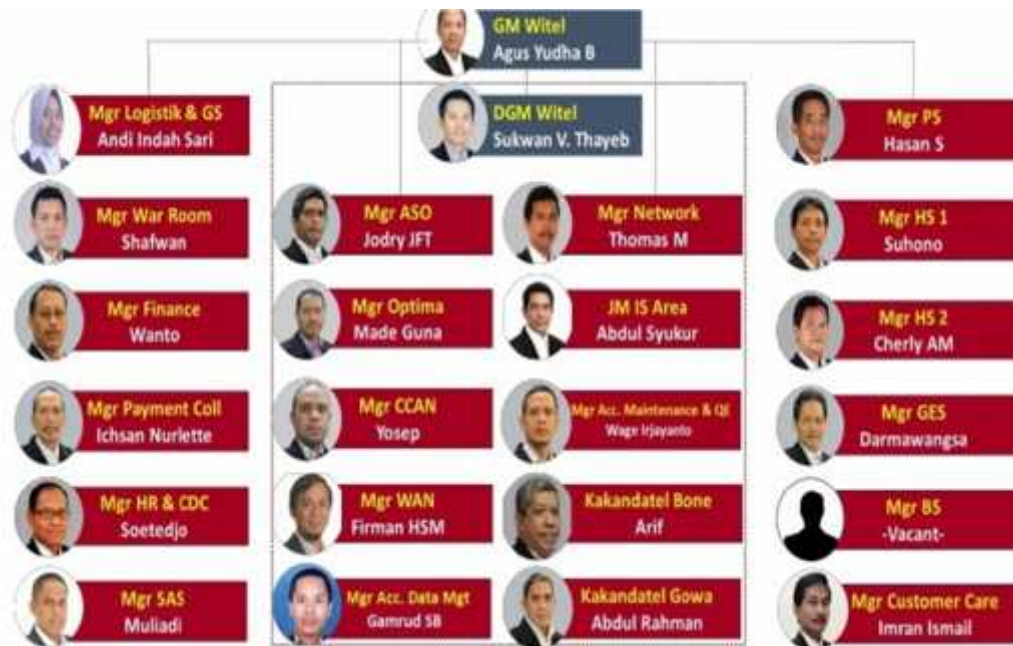 GM Witel
Agus Yudha B
DGM Witel
Sukwan V. Thayeb
Mgr Logistik & GS
Andi Indah Sari
Mgr War Room
Shafwan
Mgr Finance
Wanto
Mgr Payment Coll
Ichsan Nurlette
Mgr HR & CDC
Soetedjo
Mgr SAS
Muliadi
Mgr ASO
Jodry JFT
Mgr Optima
Made Guna
Mgr CCAN
Yosep
Mgr WAN
Firman HSM
Mgr Acc. Data Mgt
Gamrud SB
Mgr Network
Thomas M
JM IS Area
Abdul Syukur
Mgr Acc. Maintenance & QE
Wage Irjayanto
Kakandatel Bone
Arif
Kakandatel Gowa
Abdul Rahman
Mgr PS
Hasan S
Mgr HS 1
Suhono
Mgr HS 2
Cherly AM
Mgr GES
Darmawangsa
Mgr BS
-Vacant-
Mgr Customer Care
Imran Ismail